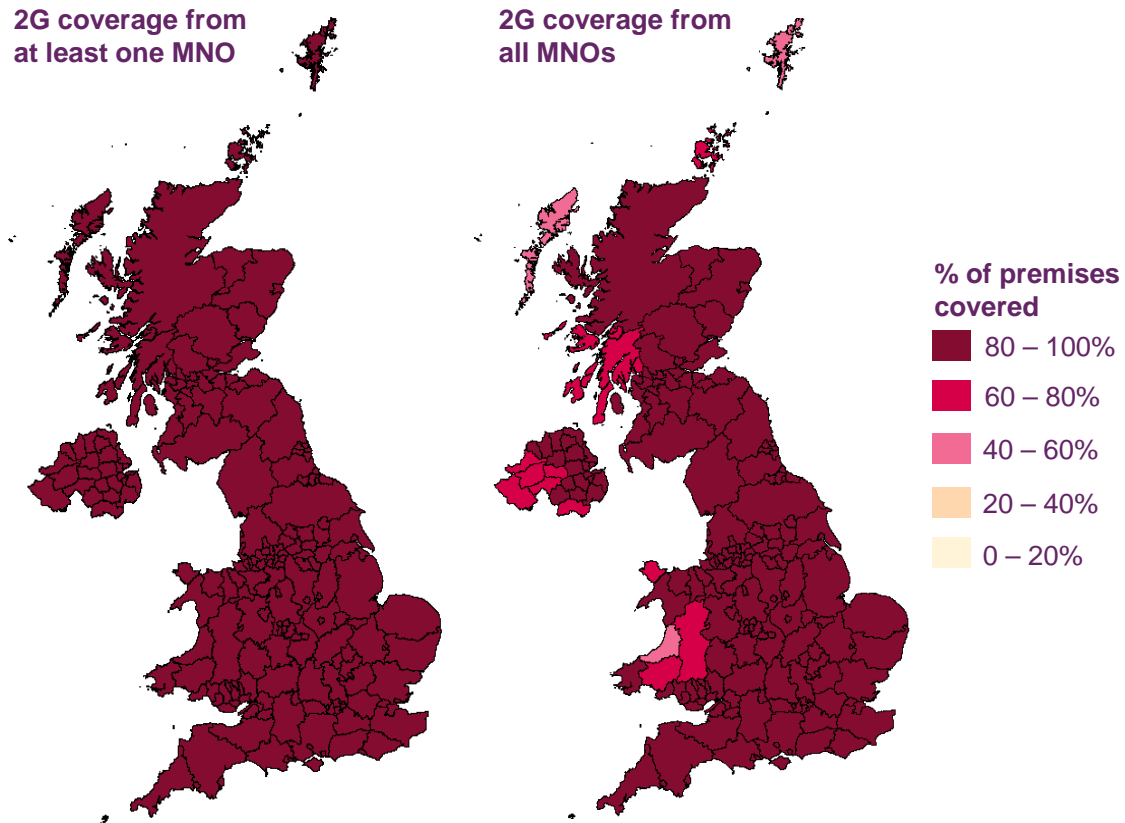 2G coverage from
at least one MNO
2G coverage from
all MNOs
% of premises
covered
80 – 100%
60 – 80%
40 – 60%
20 – 40%
0 – 20%